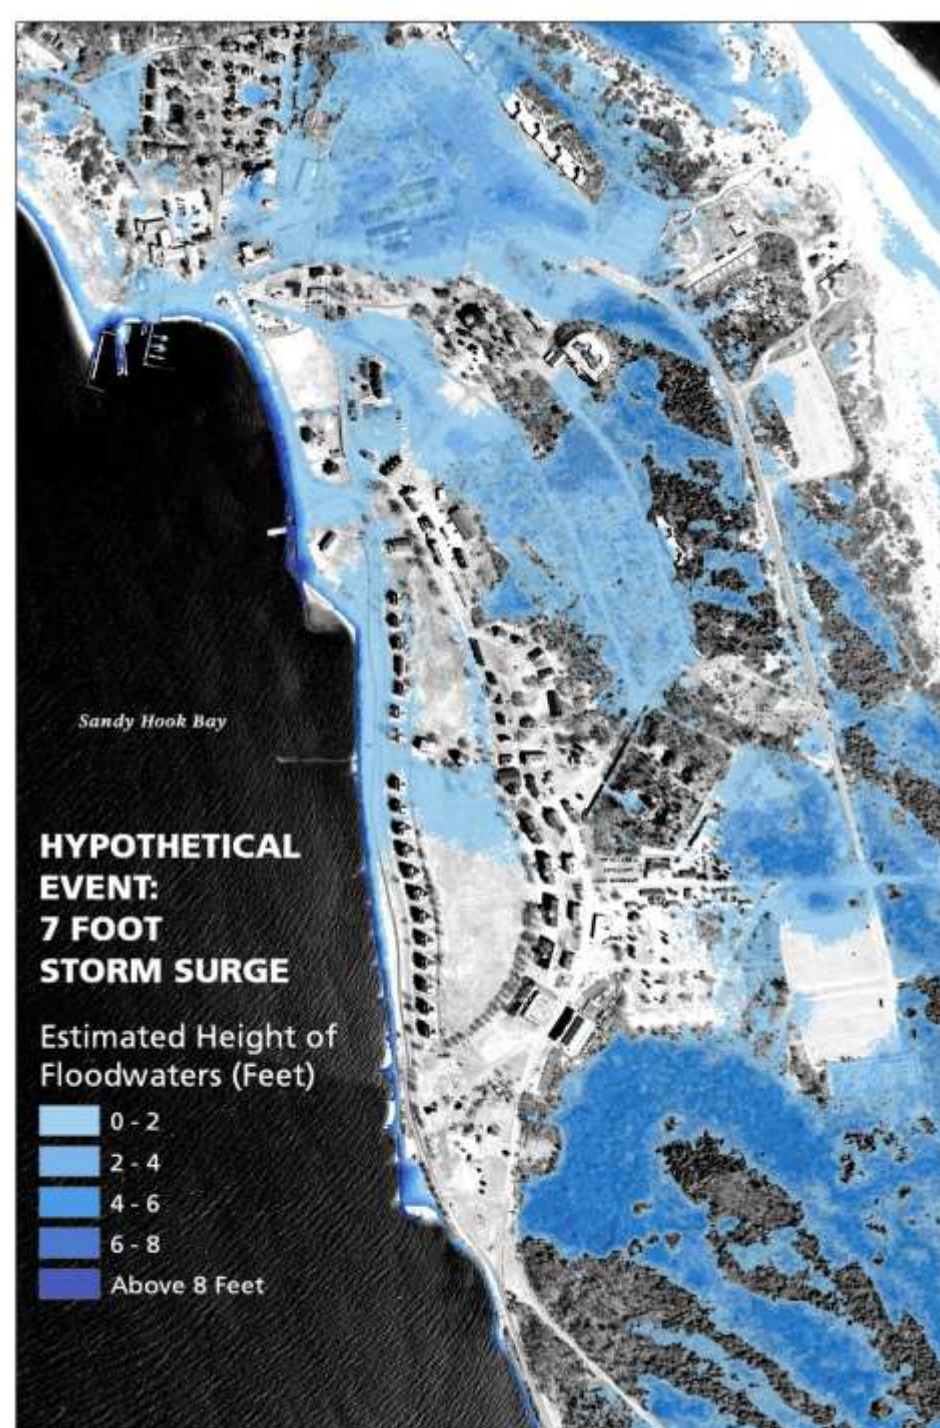 Sandy Hook Bay
HYPOTHETICAL
EVENT:
7 FOOT
STORM SURGE
Estimated Height of
Floodwaters (Feet)
0 - 2
2 - 4
4 - 6
6 - 8
Above 8 Feet